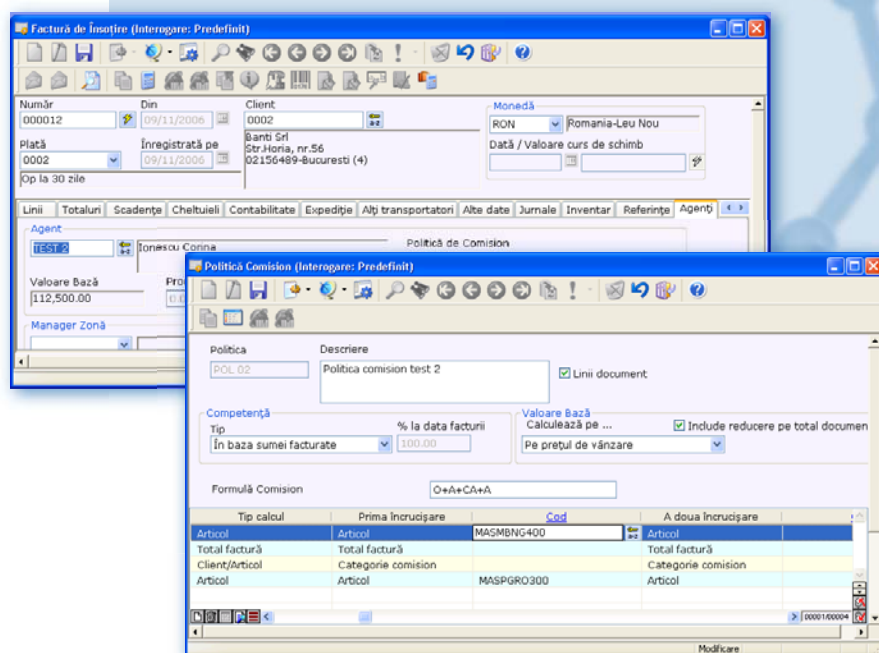 Factură de Însoțire (Interogare: Predefinit)
Număr Din Client Monedă
000012 09/11/2006 0002 RON Romania-Leu Nou
Plată Înregistrată pe Banti Srl Dată / Valoare curs de schimb
0002 09/11/2006 Str.Horia, nr.56
02156489-Bucuresti (4)
Op la 30 zile
Linii Totaluri Scadențe Cheltuieli Contabilitate Expediție Alți transportatori Alte date Jurnale Inventar Referințe Agenți
Agent
TEST 2 Ionescu Corina Politică de Comision
Valoare Bază
112,500.00
Manager Zonă
Politică Comision (Interogare: Predefinit)
Politica Descriere
POL 02 Politica comision test 2 Linii document
Competență Valoare Bază
Tip % la data facturii Calculează pe ... Include reducere pe total documen
În baza sumei facturate 100.00 Pe prețul de vânzare
Formulă Comision O+A+CA+A
Tip calcul Prima încrucișare Cod A doua încrucișare
Articol Articol MASMBNG400 Articol
Total factură Total factură Total factură
Client/Articol Categorie comision Categorie comision
Articol Articol MASPGRO300 Articol
00001/00004
Modificare